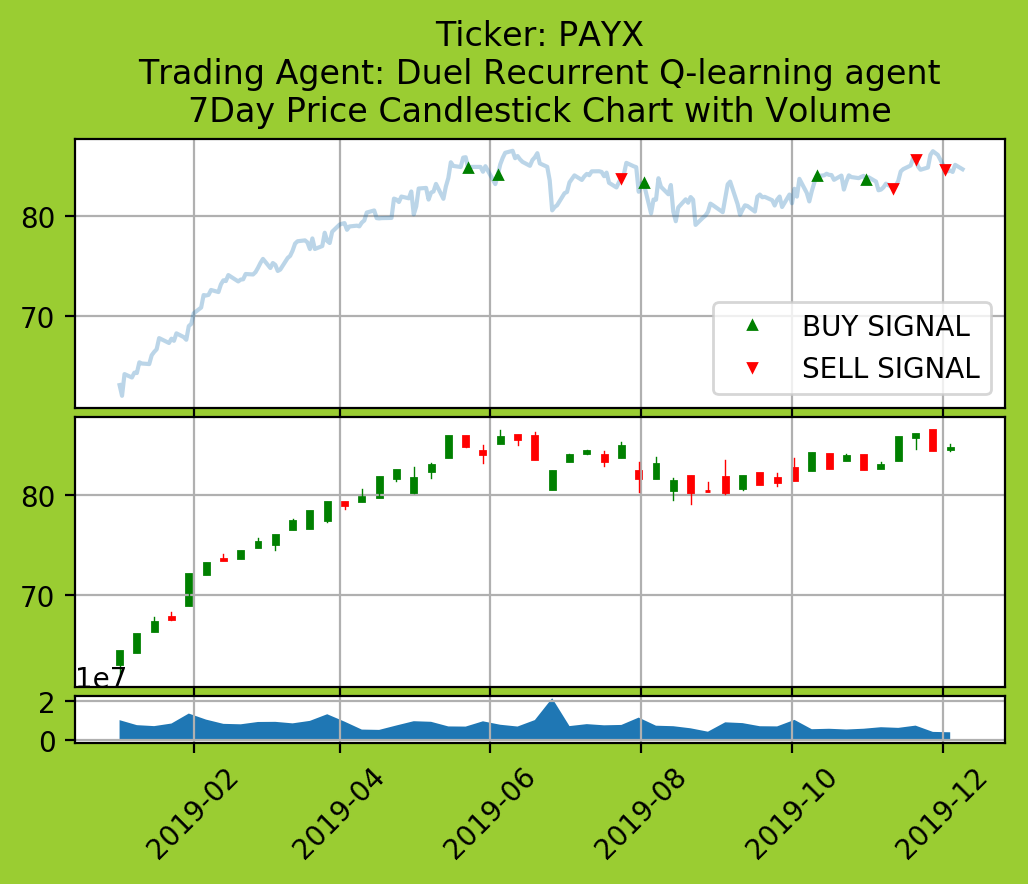 Ticker: PAYX
Trading Agent: Duel Recurrent Q-learning agent
7Day Price Candlestick Chart with Volume
80
70
BUY SIGNAL
SELL SIGNAL
80
70
1e7
2
0
2019-02
2019-04
2019-06
2019-08
2019-10
2019-12